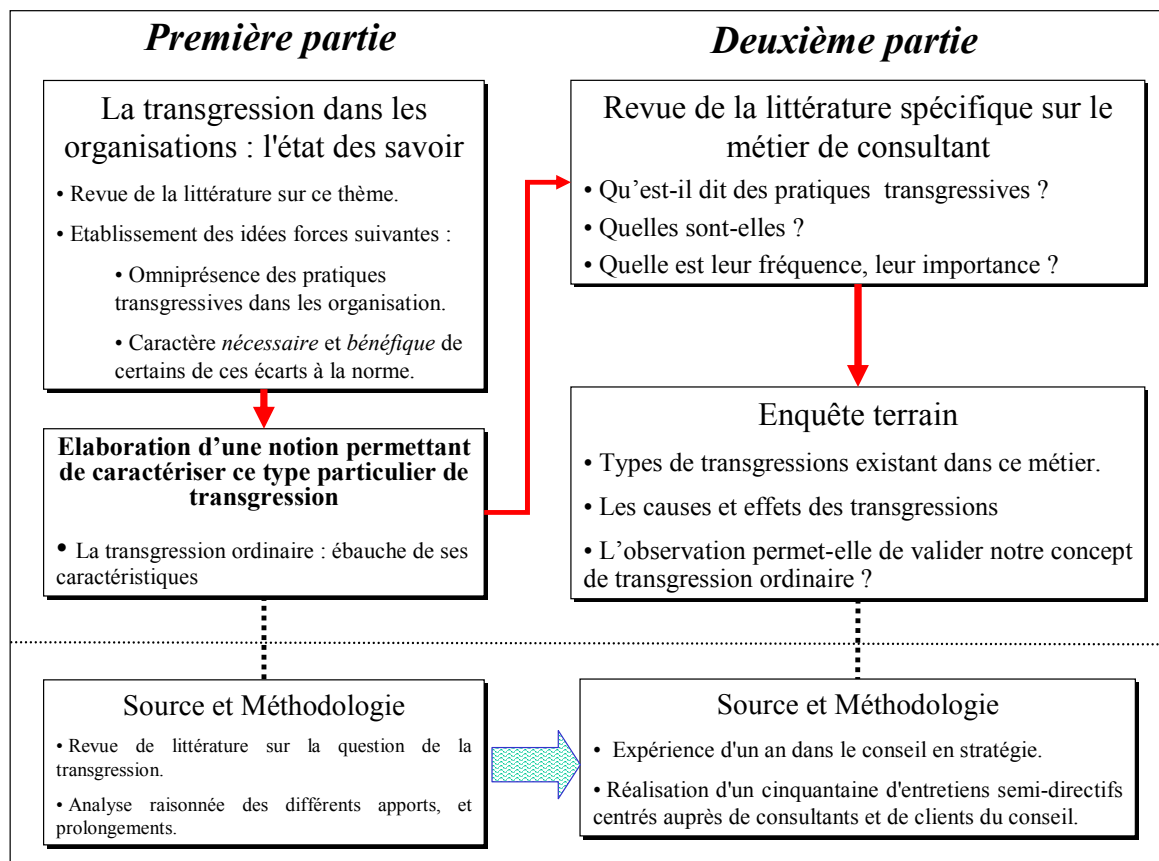 Première partie
La transgression dans les
organisations : l'état des savoir
• Revue de la littérature sur ce thème.
• Etablissement des idées forces suivantes :
• Omniprésence des pratiques
transgressives dans les organisation.
• Caractère nécessaire et bénéfique de
certains de ces écarts à la norme.
Elaboration d’une notion permettant
de caractériser ce type particulier de
transgression
• La transgression ordinaire : ébauche de ses
caractéristiques
Deuxième partie
Revue de la littérature spécifique sur le
métier de consultant
• Qu’est-il dit des pratiques transgressives ?
• Quelles sont-elles ?
• Quelle est leur fréquence, leur importance ?
Enquête terrain
• Types de transgressions existant dans ce métier.
• Les causes et effets des transgressions
• L’observation permet-elle de valider notre concept
de transgression ordinaire ?
Source et Méthodologie
• Revue de littérature sur la question de la
transgression.
• Analyse raisonnée des différents apports, et
prolongements.
Source et Méthodologie
• Expérience d'un an dans le conseil en stratégie.
• Réalisation d'un cinquantaine d'entretiens semi-directifs
centrés auprès de consultants et de clients du conseil.